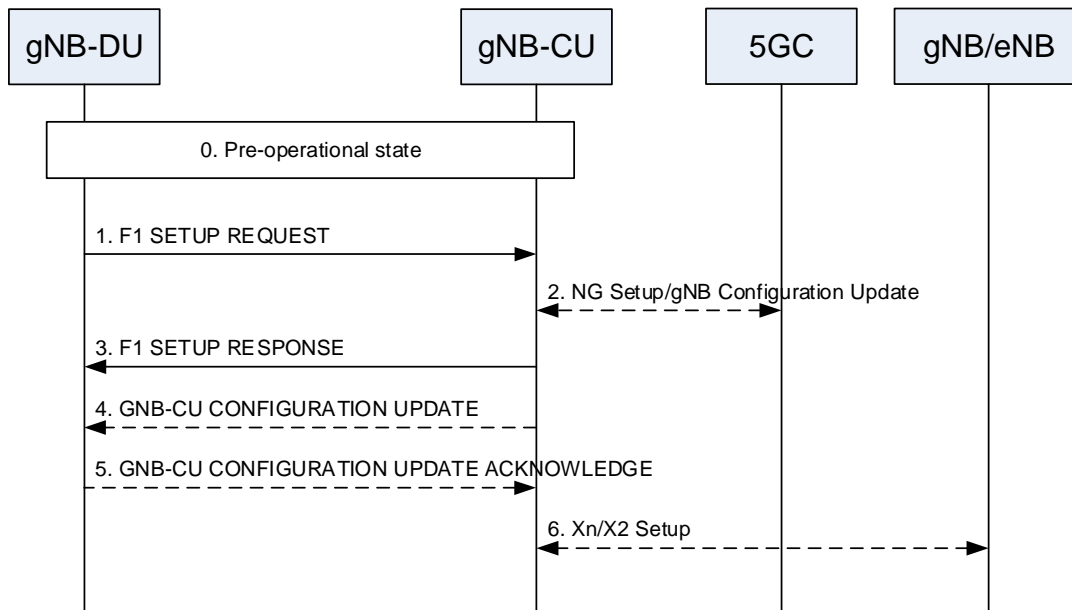 gNB-DU
gNB-CU
5GC
gNB/eNB
0. Pre-operational state
1. F1 SETUP REQUEST
2. NG Setup/gNB Configuration Update
3. F1 SETUP RESPONSE
4. GNB-CU CONFIGURATION UPDATE
5. GNB-CU CONFIGURATION UPDATE ACKNOWLEDGE
6. Xn/X2 Setup